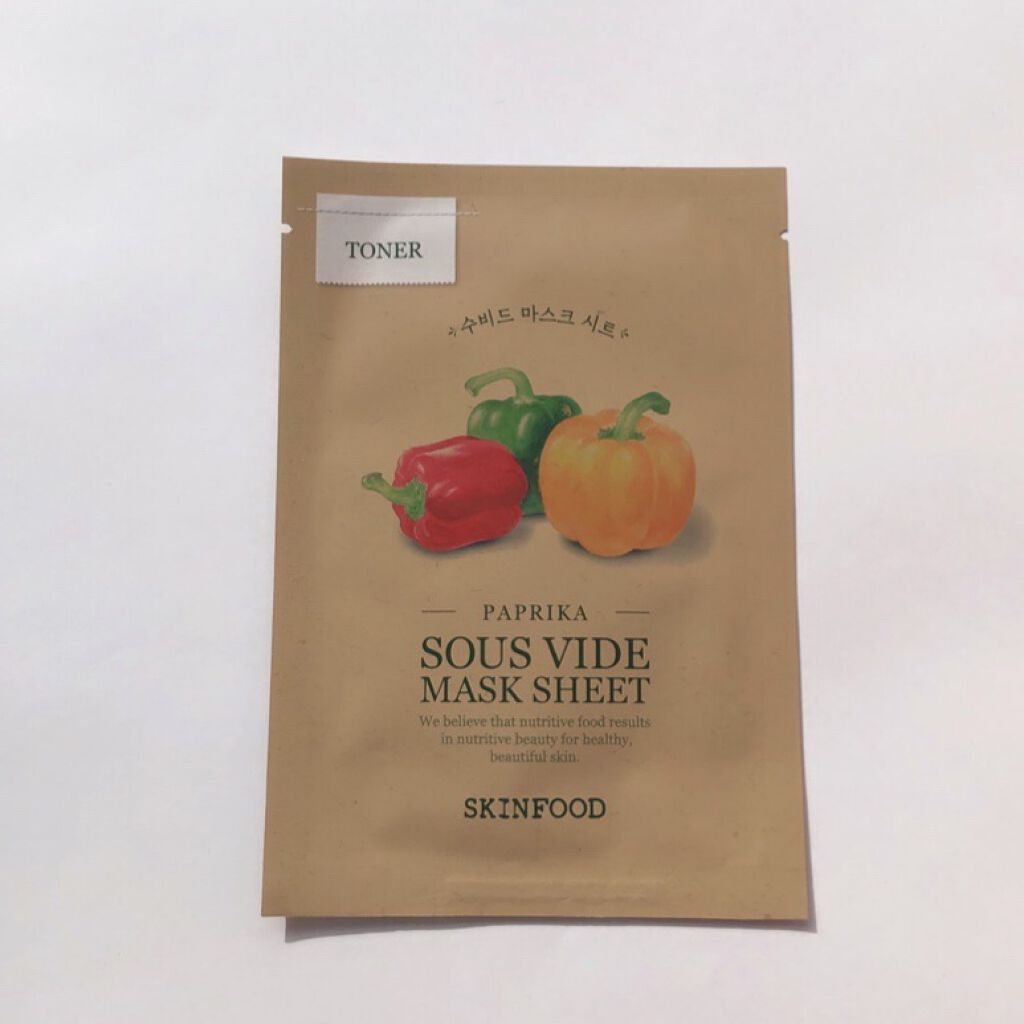 TONER
수비드 마스크 시트
PAPRIKA
SOUS VIDE
MASK SHEET
We believe that nutritive food results
in nutritive beauty for healthy,
beautiful skin.
SKINFOOD